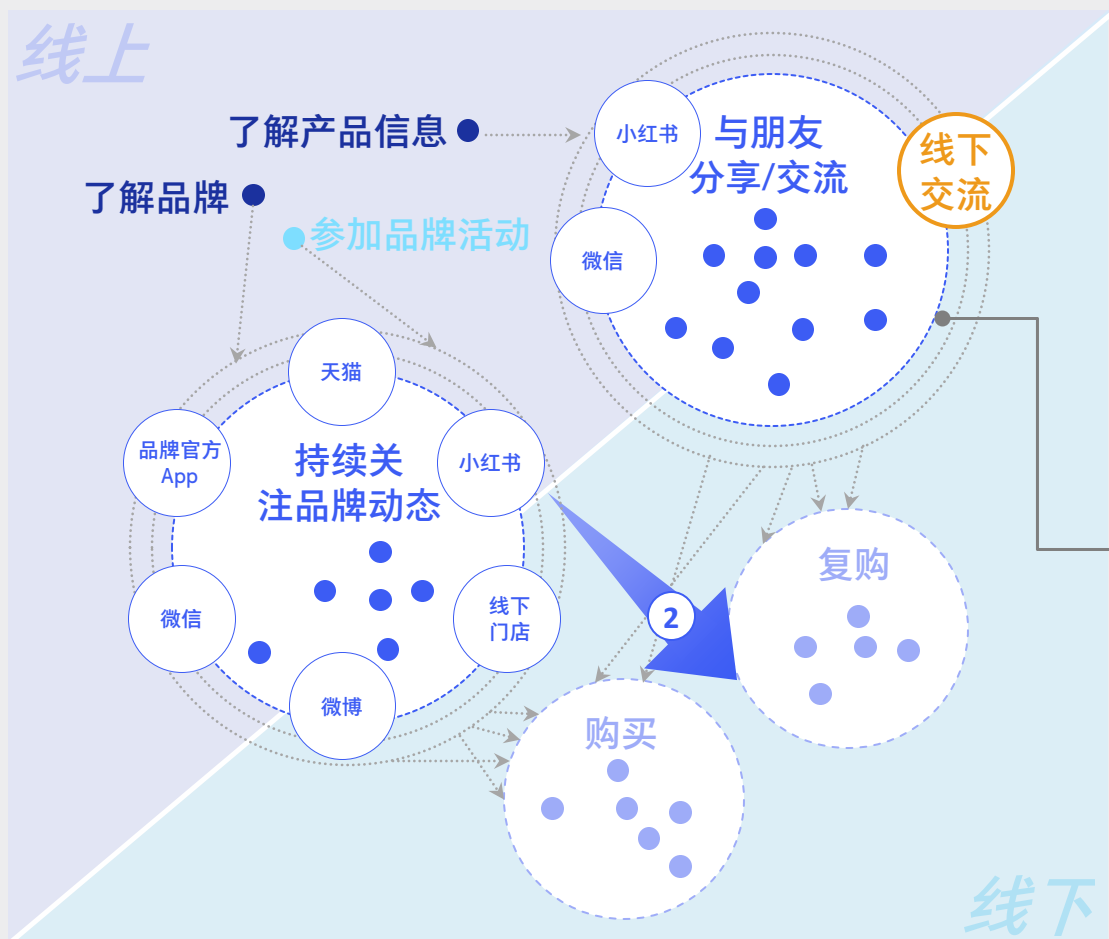 线上
了解产品信息
了解品牌
参加品牌活动
小红书
与朋友
分享/交流
线下
交流
微信
天猫
品牌官方
App
持续关
注品牌动态
小红书
微信
线下
门店
微博
2
复购
购买
线下